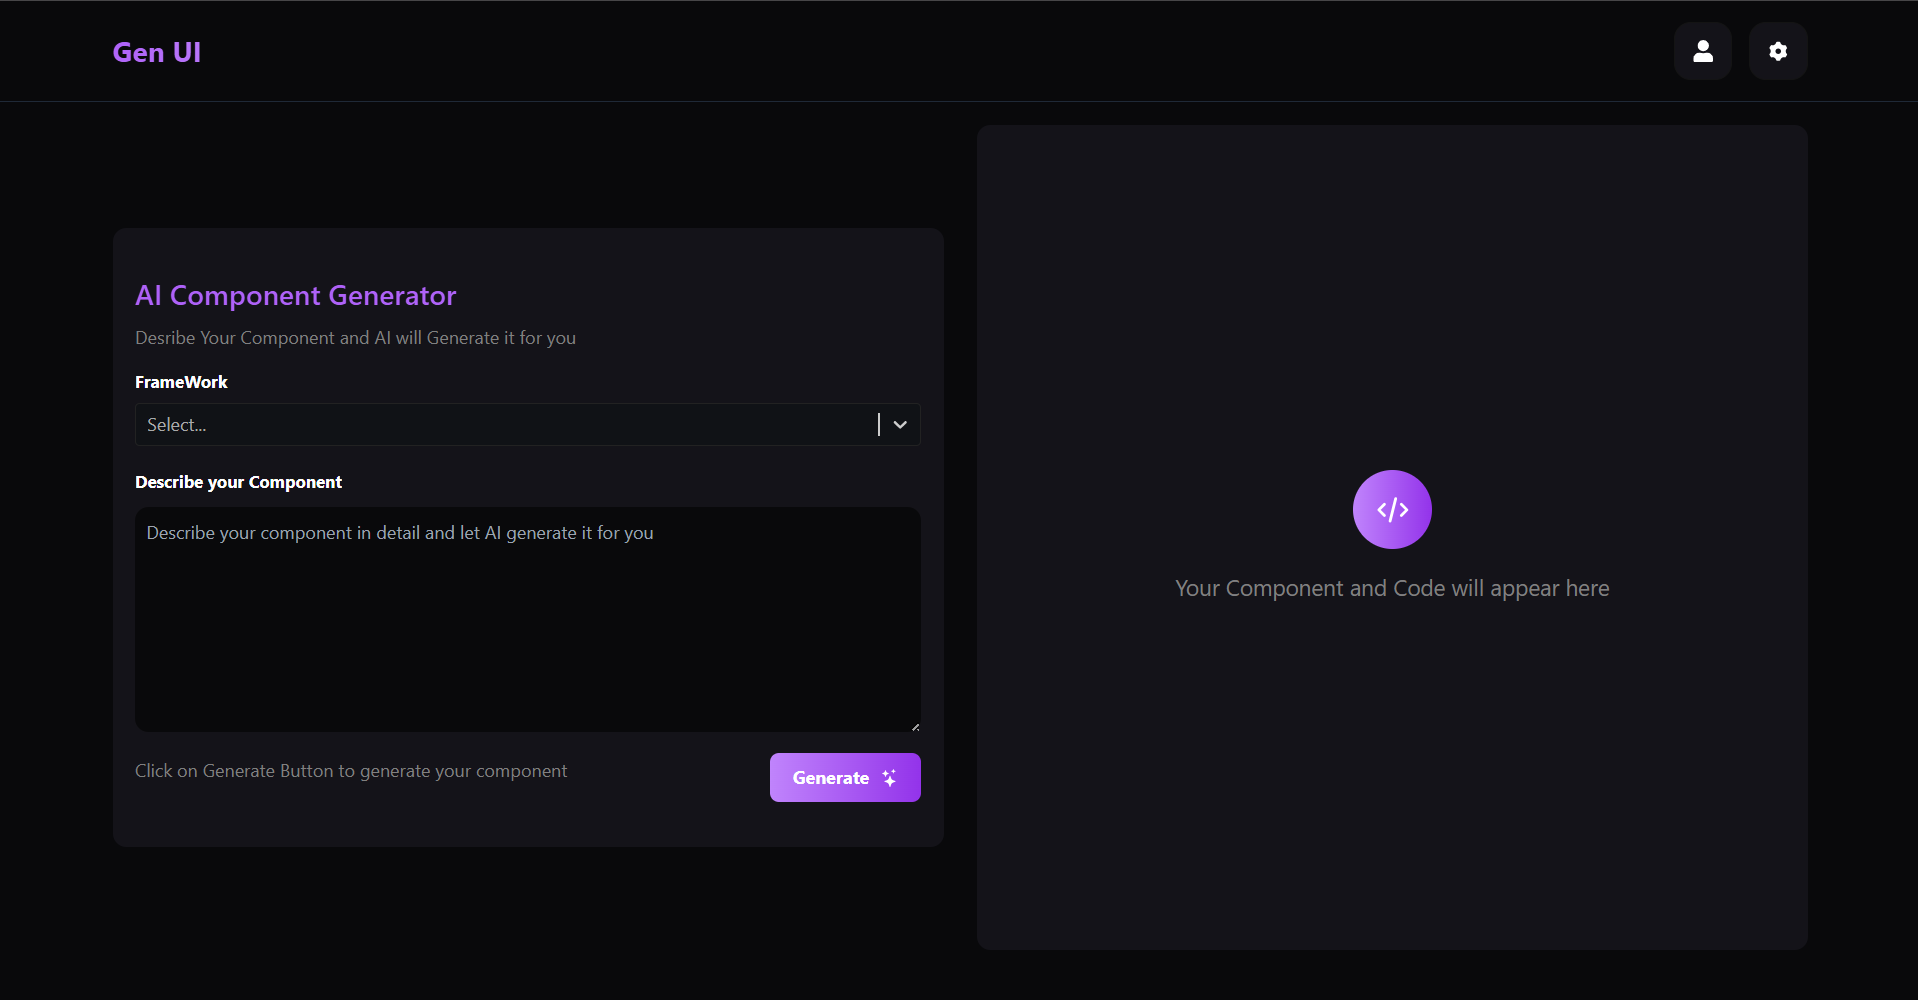 Gen UI
AI Component Generator
Desribe Your Component and AI will Generate it for you
FrameWork
Select...
Describe your Component
Describe your component in detail and let AI generate it for you
Click on Generate Button to generate your component
Generate
</>
Your Component and Code will appear here